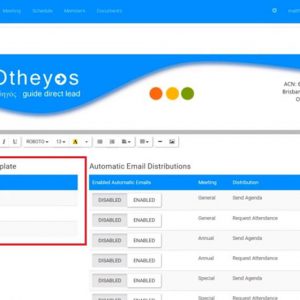 Meeting Schedule Members Documents
Otheyos
ACN:
Brisban
guide direct lead
ROBOTO 13 A
plate
Automatic Email Distributions
Enabled Automatic Emails Meeting Distribution
DISABLED ENABLED General Send Agenda
DISABLED ENABLED General Request Attendance
DISABLED ENABLED Annual Send Agenda
DISABLED ENABLED Annual Request Attendance
DISABLED ENABLED Special Send Agenda
DISABLED ENABLED Special Request Attendance